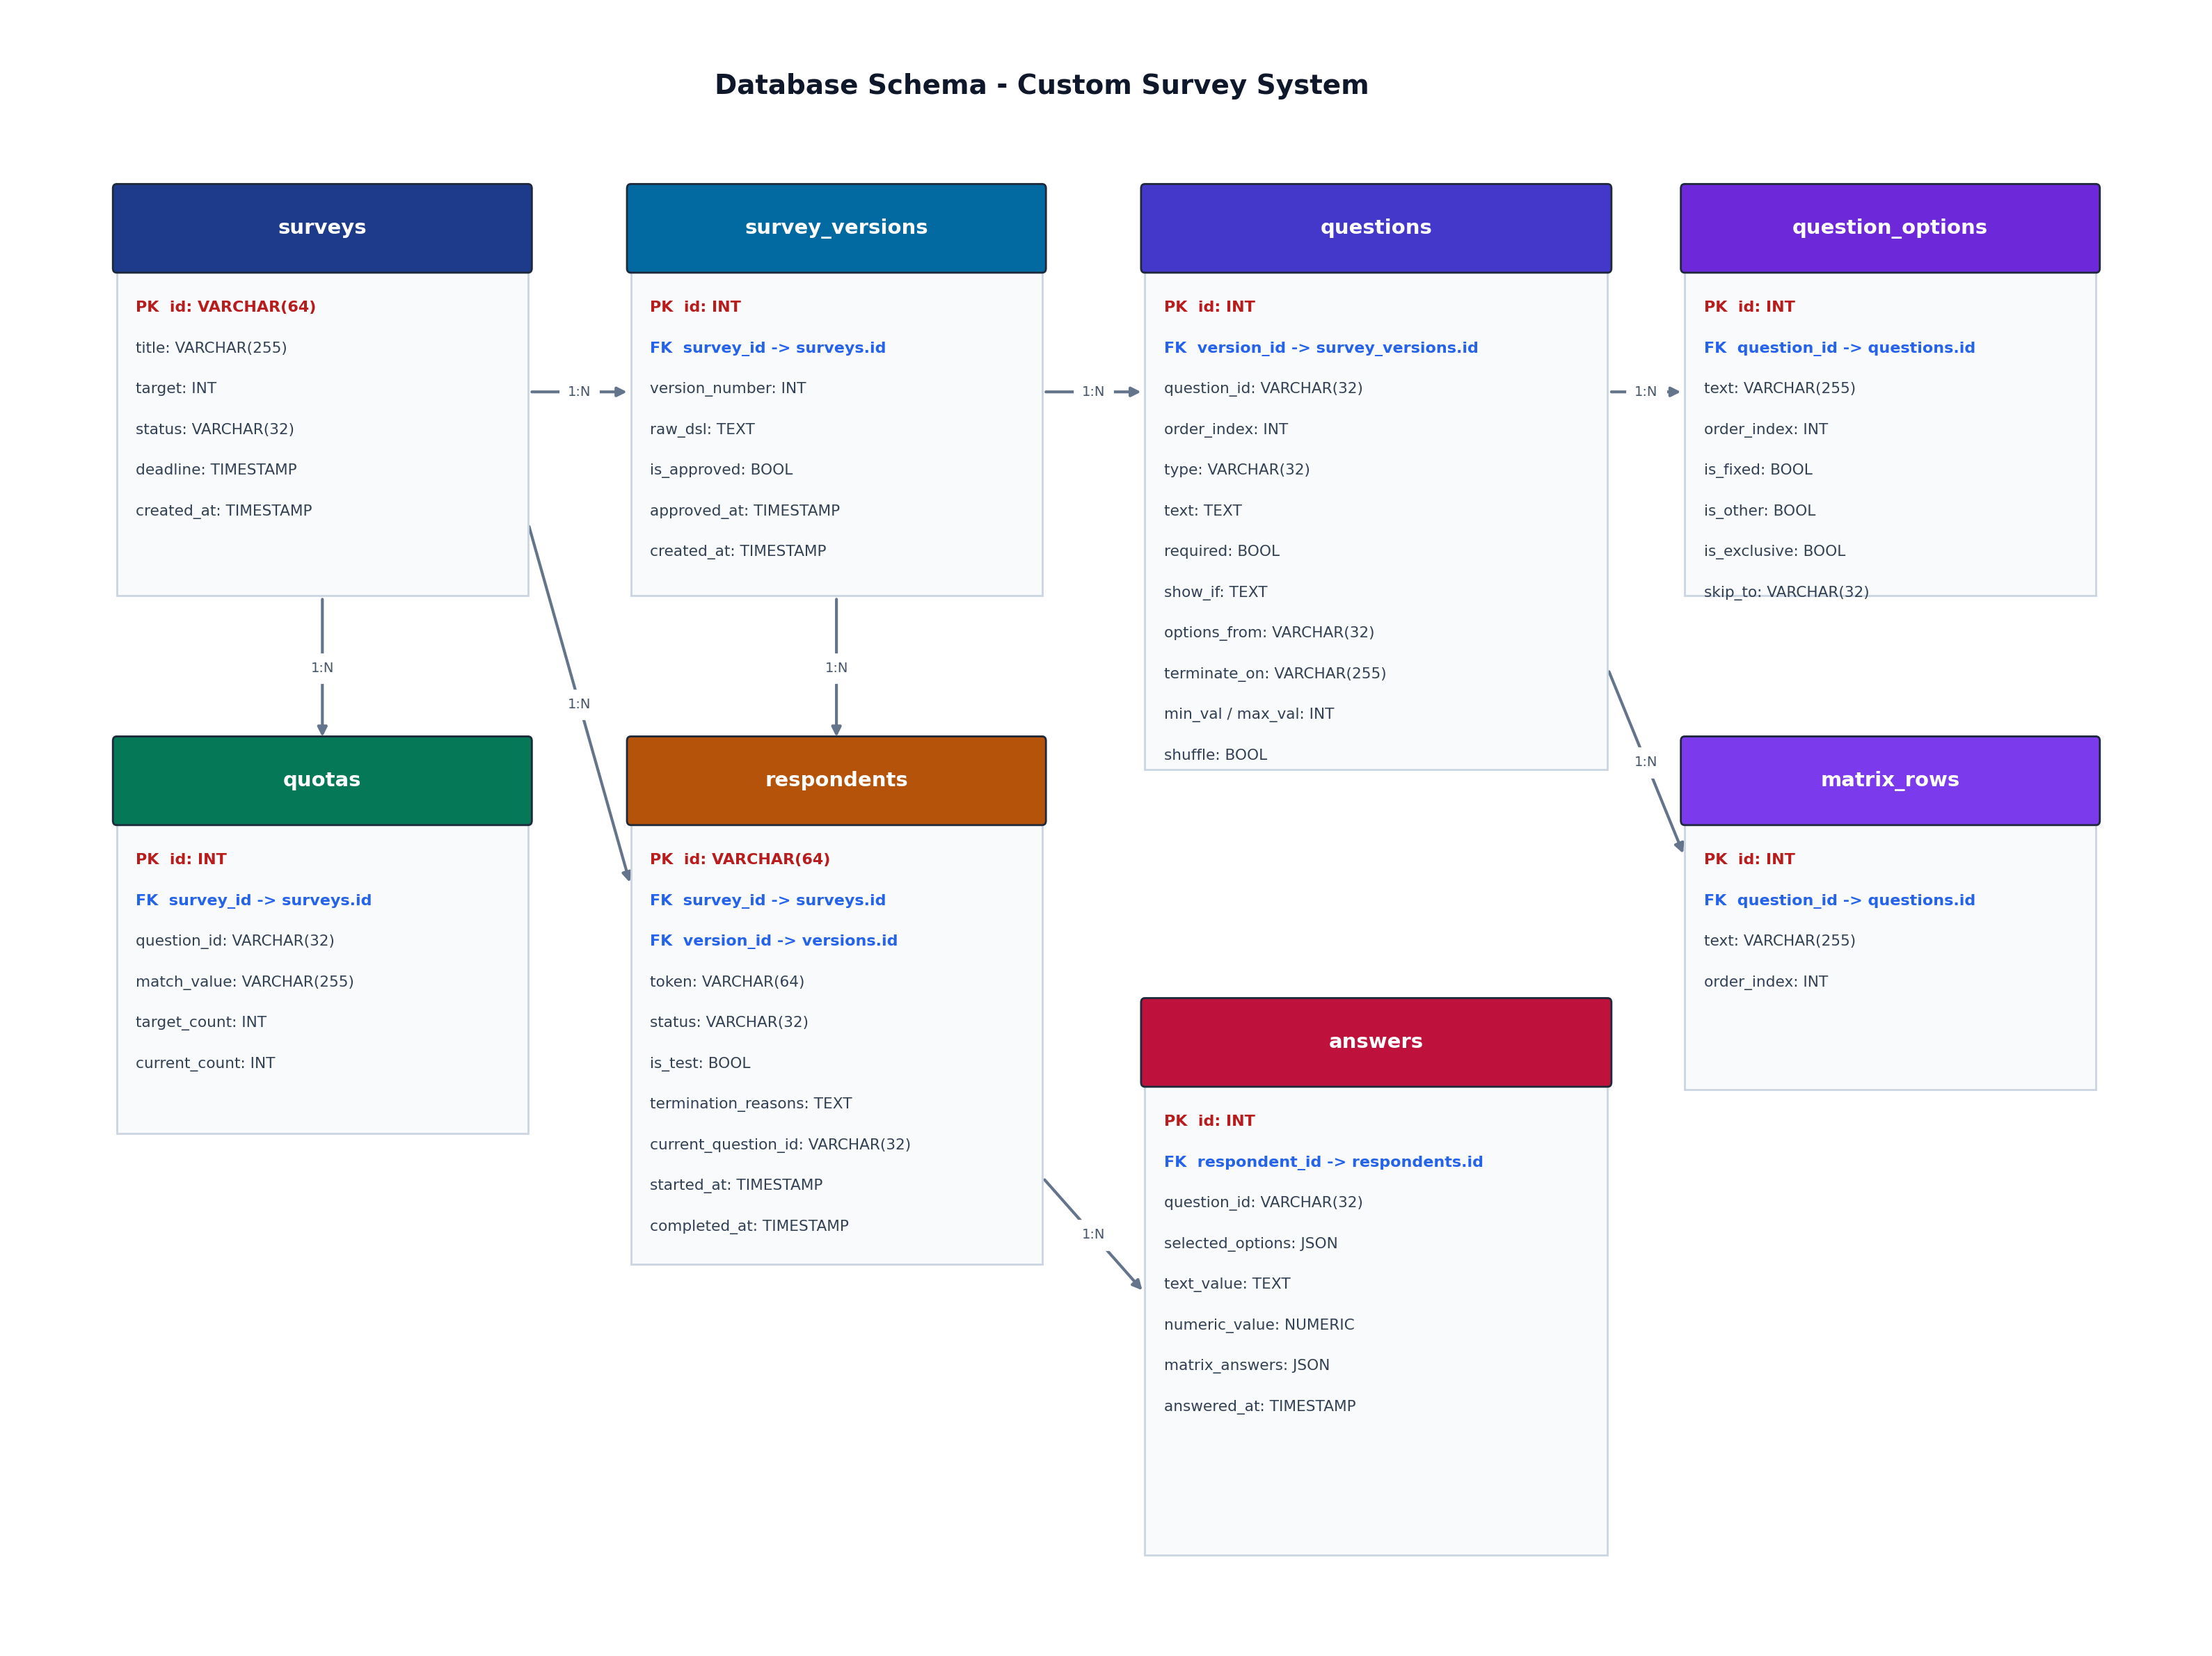 Database Schema - Custom Survey System
surveys
PK id: VARCHAR(64)
title: VARCHAR(255)
target: INT
status: VARCHAR(32)
deadline: TIMESTAMP
created_at: TIMESTAMP
1:N
survey_versions
PK id: INT
FK survey_id -> surveys.id
version_number: INT
raw_dsl: TEXT
is_approved: BOOL
approved_at: TIMESTAMP
created_at: TIMESTAMP
1:N
questions
PK id: INT
FK version_id -> survey_versions.id
question_id: VARCHAR(32)
order_index: INT
type: VARCHAR(32)
text: TEXT
required: BOOL
show_if: TEXT
options_from: VARCHAR(32)
terminate_on: VARCHAR(255)
min_val / max_val: INT
shuffle: BOOL
1:N
question_options
PK id: INT
FK question_id -> questions.id
text: VARCHAR(255)
order_index: INT
is_fixed: BOOL
is_other: BOOL
is_exclusive: BOOL
skip_to: VARCHAR(32)
1:N
1:N
1:N
1:N
quotas
PK id: INT
FK survey_id -> surveys.id
question_id: VARCHAR(32)
match_value: VARCHAR(255)
target_count: INT
current_count: INT
respondents
PK id: VARCHAR(64)
FK survey_id -> surveys.id
FK version_id -> versions.id
token: VARCHAR(64)
status: VARCHAR(32)
is_test: BOOL
termination_reasons: TEXT
current_question_id: VARCHAR(32)
started_at: TIMESTAMP
completed_at: TIMESTAMP
1:N
matrix_rows
PK id: INT
FK question_id -> questions.id
text: VARCHAR(255)
order_index: INT
answers
PK id: INT
FK respondent_id -> respondents.id
question_id: VARCHAR(32)
selected_options: JSON
text_value: TEXT
numeric_value: NUMERIC
matrix_answers: JSON
answered_at: TIMESTAMP